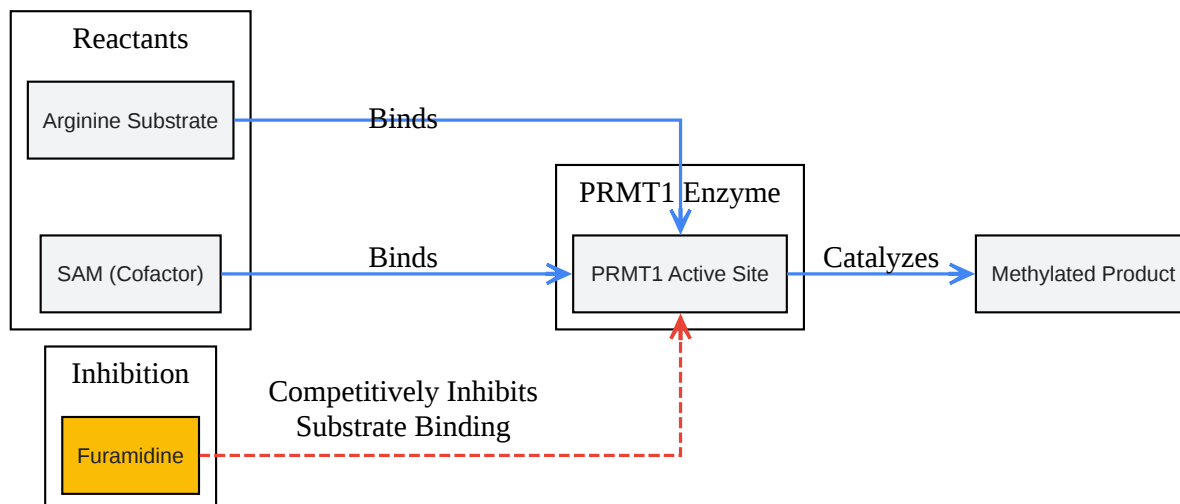 Reactants
Arginine Substrate
Binds
PRMT1 Enzyme
SAM (Cofactor)
Binds
PRMT1 Active Site
Catalyzes
Methylated Product
Inhibition
Competitively Inhibits
Substrate Binding
Furamidine